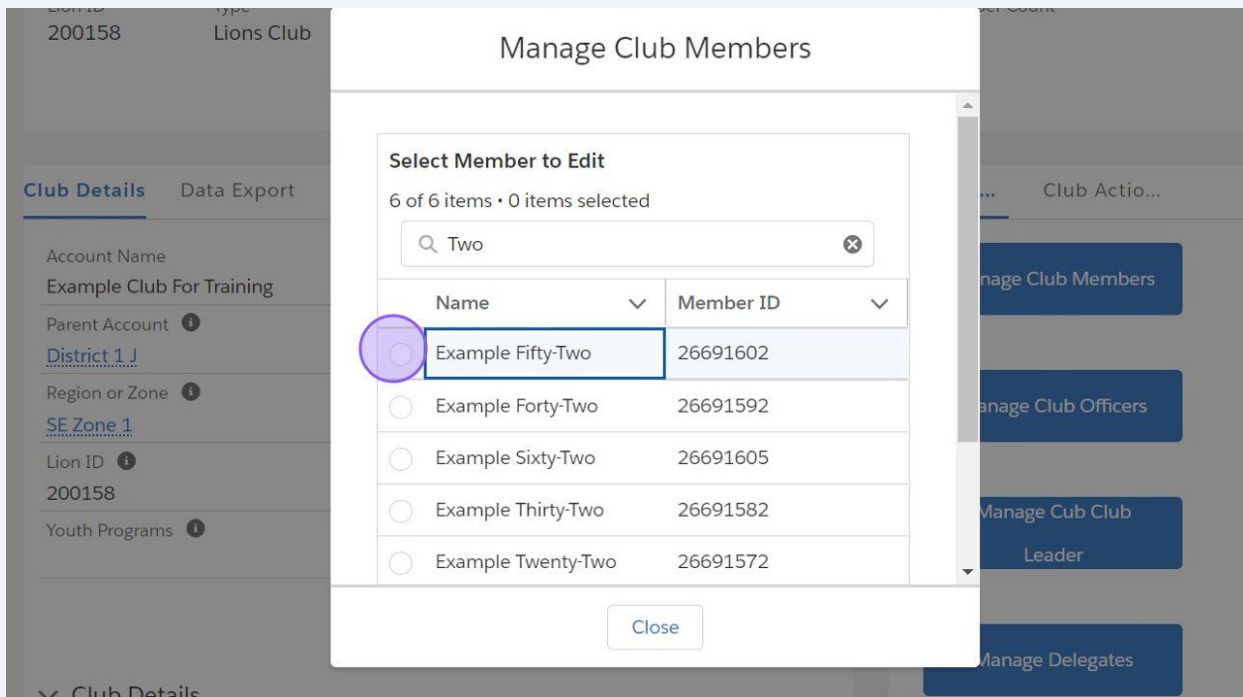 Lion ID Type
200158 Lions Club
Manage Club Members
Select Member to Edit
6 of 6 items • 0 items selected
Two
Name Member ID
Example Fifty-Two 26691602
Example Forty-Two 26691592
Example Sixty-Two 26691605
Example Thirty-Two 26691582
Example Twenty-Two 26691572
Close
Club Details Data Export
Account Name
Example Club For Training
Parent Account
District 1 J
Region or Zone
SE Zone 1
Lion ID
200158
Youth Programs
Club Details
... Club Actio...
nage Club Members
anage Club Officers
Manage Cub Club
Leader
Manage Delegates